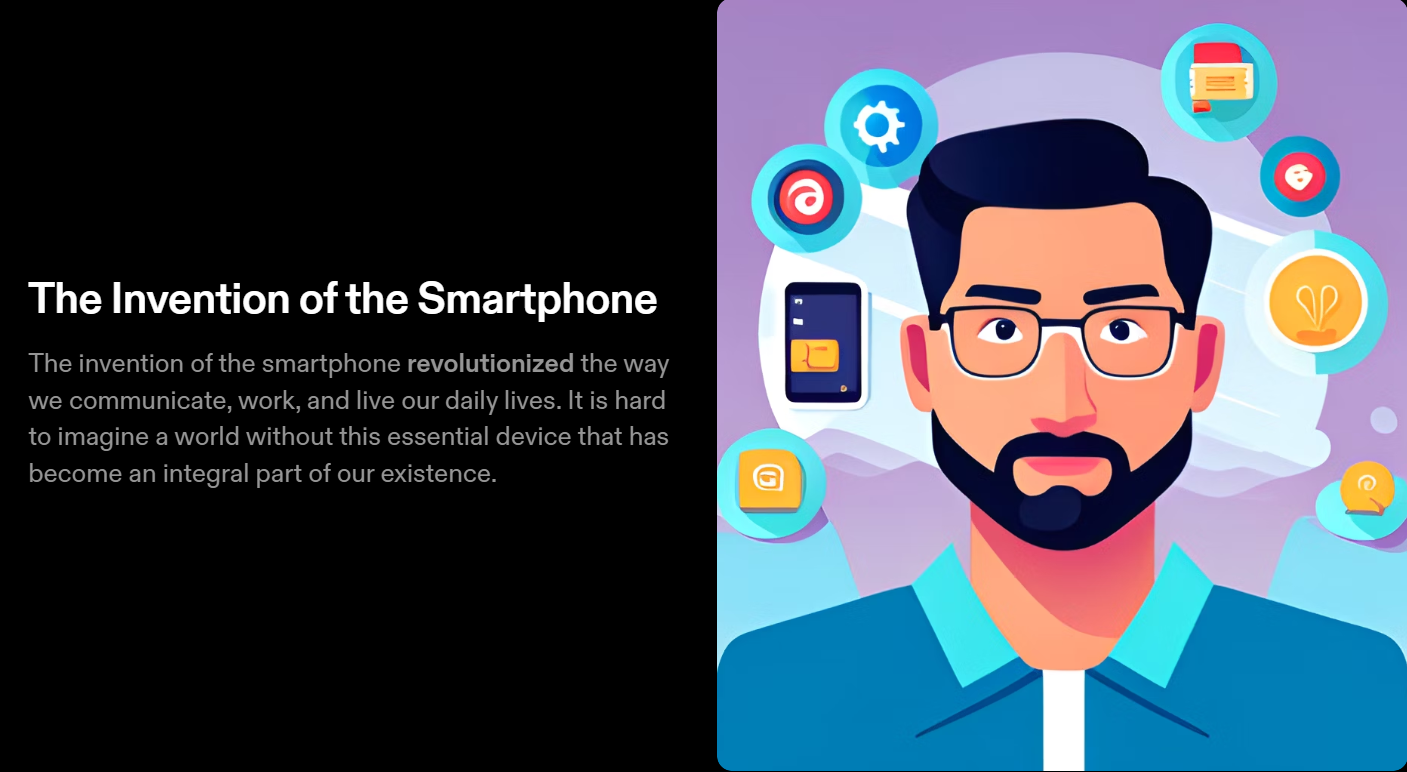 The Invention of the Smartphone
The invention of the smartphone revolutionized the way
we communicate, work, and live our daily lives. It is hard
to imagine a world without this essential device that has
become an integral part of our existence.